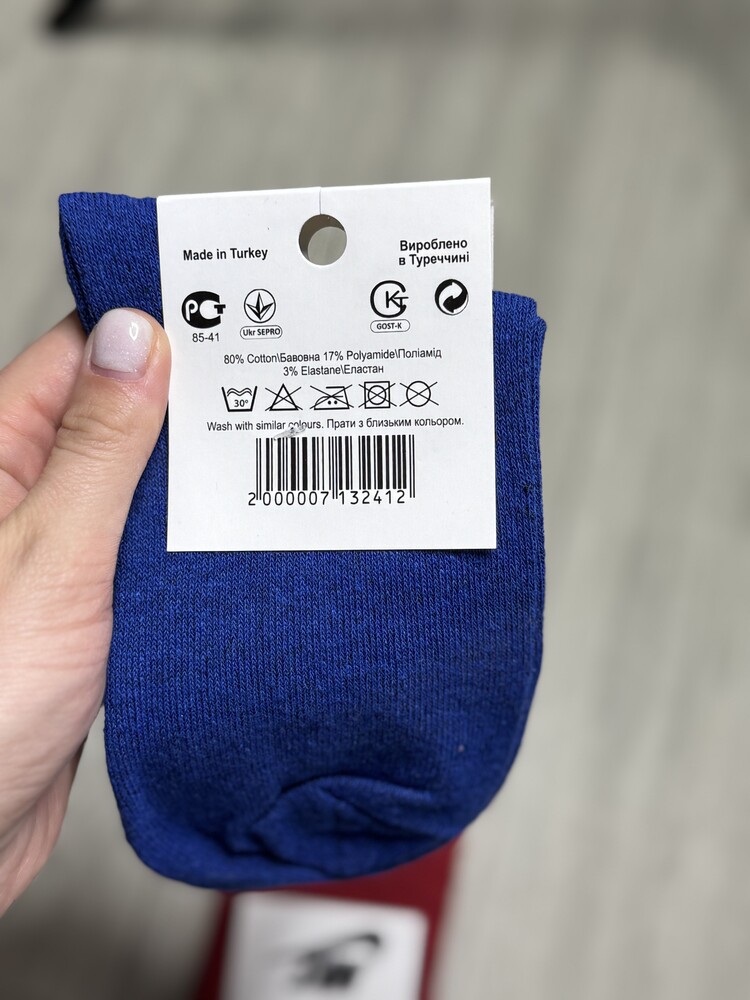 Made in Turkey
Вироблено
в Туреччині
РСТ
85-41
Ukr SEPRO
GOST-K
80% Cotton\Бавовна 17% Polyamide\Поліамід
3% Elastane\Еластан
30°
Wash with similar colours. Прати з близьким кольором.
2 000007 132412